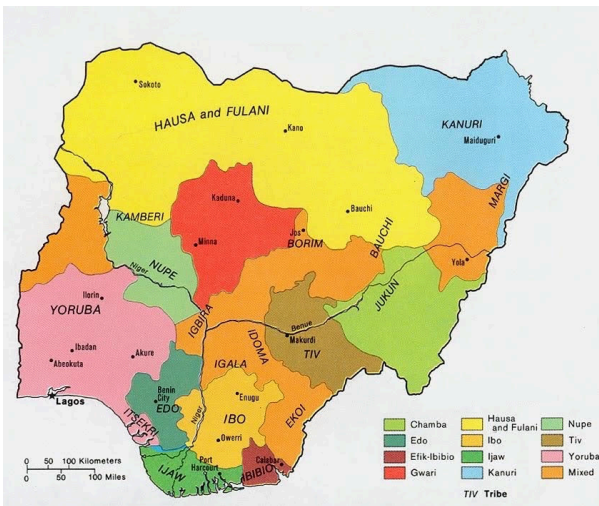 Sokoto
HAUSA and FULANI
Kano
KANURI
Maiduguri
MARGI
Kaduna
Bauchi
KAMBERI
Jos
BORIM
BAUCHI
Minna
Yola
NUPE
Niger
JUKUN
Ilorin
YORUBA
IGBIRA
Benue
Makurdi
IDOMA
TIV
Ibadan
Akure
Abeokuta
IGALA
Lagos
Benin
City
EDO
Enugu
Niger
IBO
EKOI
ITSEKRI
Owerri
Port
Harcourt
Calabar
IBIBIO
IJAW
0 50 100 Kilometers
0 50 100 Miles
Chamba
Edo
Efik-Ibibio
Gwari
Hausa
and Fulani
Ibo
Ijaw
Kanuri
Nupe
Tiv
Yoruba
Mixed
TIV Tribe